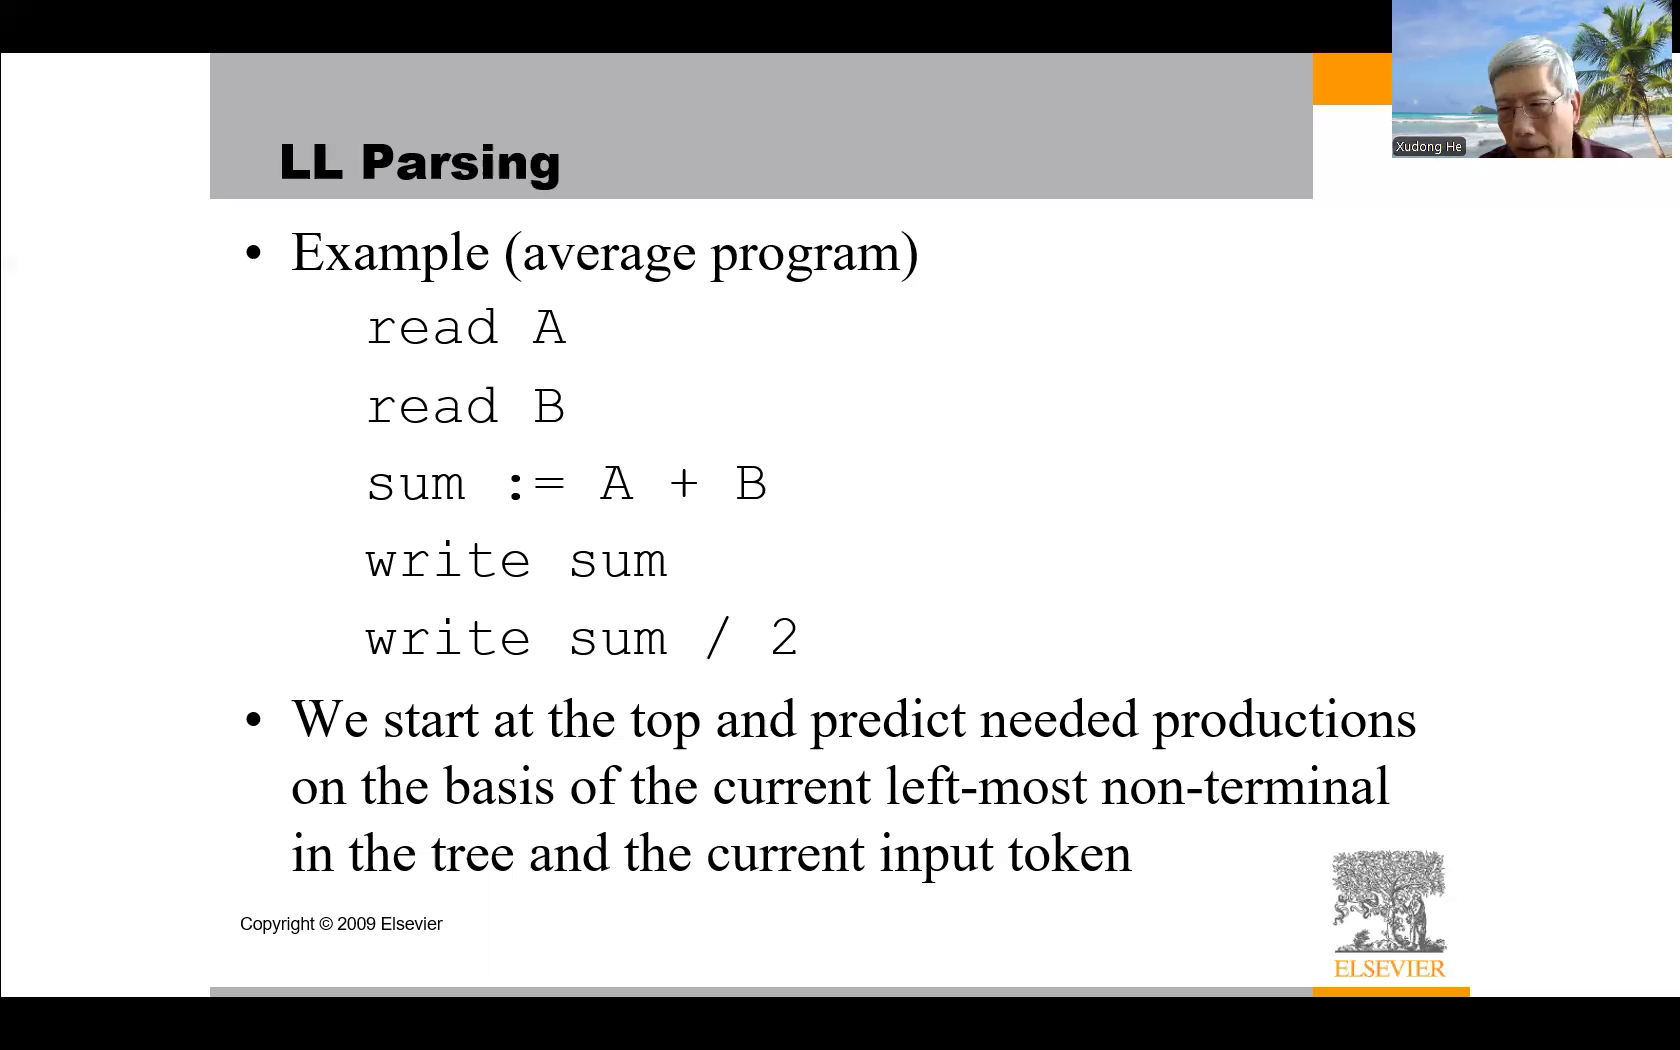 Xudong He
LL Parsing
• Example (average program)
read A
read B
sum := A + B
write sum
write sum / 2
• We start at the top and predict needed productions
on the basis of the current left-most non-terminal
in the tree and the current input token
Copyright © 2009 Elsevier
ELSEVIER